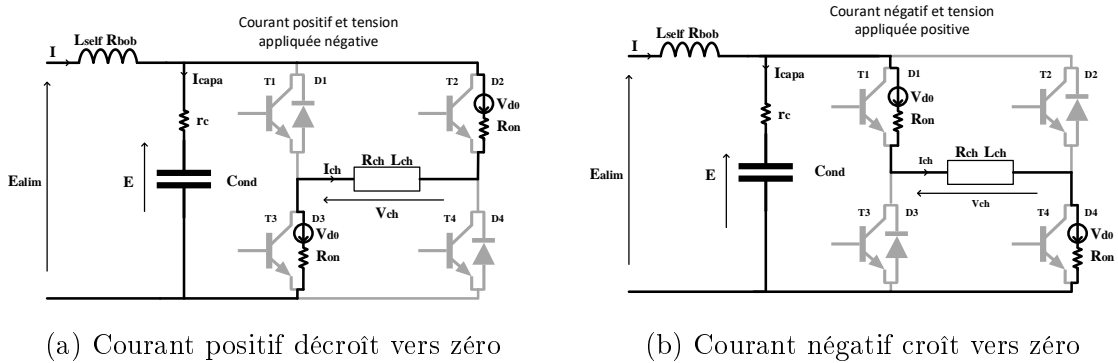 Courant positif et tension
appliquée négative
I
Lself Rbob
Icapa
rc
T1
D1
T2
D2
Vd0
Ron
Ealim
E
Cond
Ich
Rch Lch
Vch
T3
D3
Vd0
Ron
T4
D4
(a) Courant positif décroît vers zéro
Courant négatif et tension
appliquée positive
I
Lself Rbob
Icapa
rc
T1
D1
Vd0
Ron
T2
D2
Ealim
E
Cond
Ich
Rch Lch
Vch
T3
D3
T4
D4
Vd0
Ron
(b) Courant négatif croît vers zéro